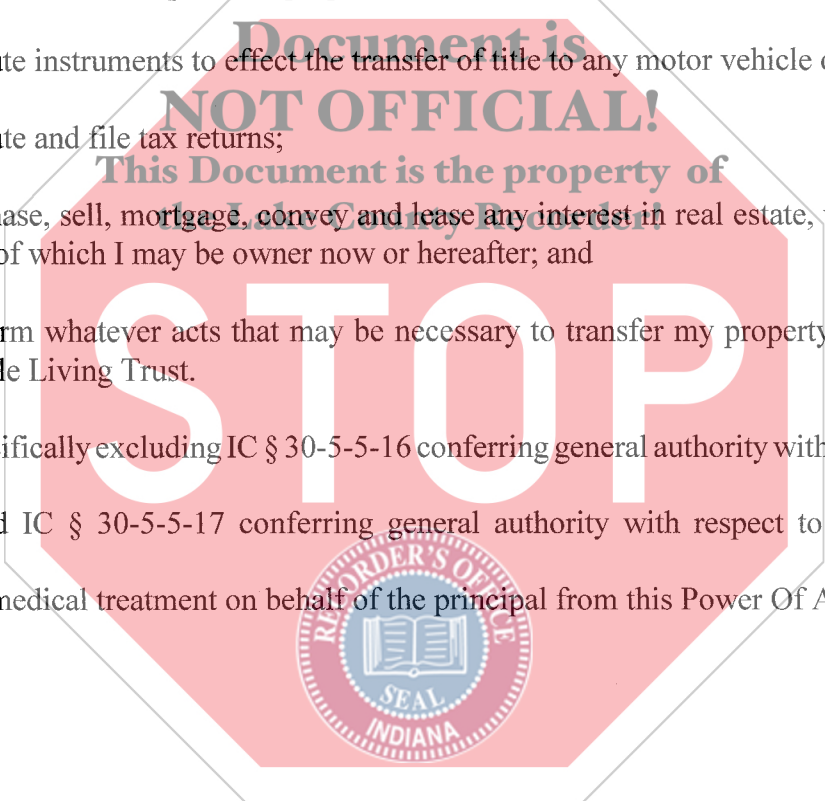 Document is
ute instruments to effect the transfer of title to any motor vehicle
NOT OFFICIAL!
ute and file tax returns;
This Document is the property of
the Lake County Recorder!
hase, sell, mortgage, convey and lease any interest in real estate,
of which I may be owner now or hereafter; and
STOP
rm whatever acts that may be necessary to transfer my property
le Living Trust.
ifically excluding IC § 30-5-5-16 conferring general authority with
d IC § 30-5-5-17 conferring general authority with respect to
medical treatment on behalf of the principal from this Power Of A
RECORDER'S OFFICE
SEAL
INDIANA